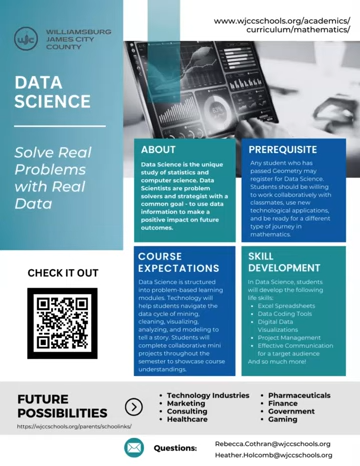 WILLIAMSBURG
JAMES CITY
COUNTY
wjcc
www.wjccschools.org/academics/
curriculum/mathematics/
DATA
SCIENCE
Solve Real
Problems
with Real
Data
ABOUT
Data Science is the unique
study of statistics and
computer science. Data
Scientists are problem
solvers and strategist with a
common goal - to use data
information to make a
positive impact on future
outcomes.
PREREQUISITE
Any student who has
passed Geometry may
register for Data Science.
Students should be willing
to work collaboratively with
classmates, use new
technological applications,
and be ready for a different
type of journey in
mathematics.
CHECK IT OUT
COURSE
EXPECTATIONS
Data Science is structured
into problem-based learning
modules. Technology will
help students navigate the
data cycle of mining,
cleaning, visualizing,
analyzing, and modeling to
tell a story. Students will
complete collaborative mini
projects throughout the
semester to showcase course
understandings.
SKILL
DEVELOPMENT
In Data Science, students
will develop the following
life skills:
• Excel Spreadsheets
• Data Coding Tools
• Digital Data
Visualizations
• Project Management
• Effective Communication
for a target audience
And so much more!
FUTURE
POSSIBILITIES
https://wjccschools.org/parents/schoolinks/
• Technology Industries
• Marketing
• Consulting
• Healthcare
• Pharmaceuticals
• Finance
• Government
• Gaming
Questions:
Rebecca.Cothran@wjccschools.org
Heather.Holcomb@wjccschools.org